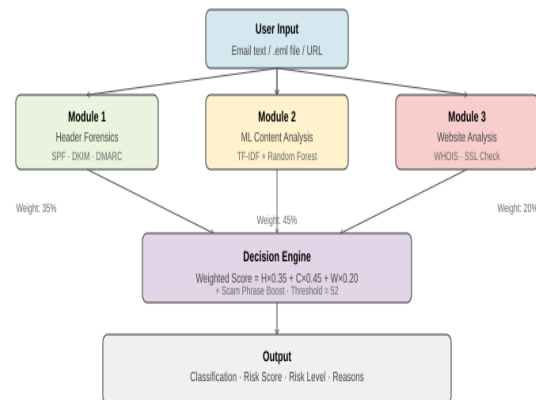 User Input
Email text / .eml file / URL
Module 1
Header Forensics
SPF · DKIM · DMARC
Module 2
ML Content Analysis
TF-IDF + Random Forest
Module 3
Website Analysis
WHOIS · SSL Check
Weight: 35%
Weight: 45%
Weight: 20%
Decision Engine
Weighted Score = H×0.35 + C×0.45 + W×0.20
+ Scam Phrase Boost · Threshold = 52
Output
Classification · Risk Score · Risk Level · Reasons